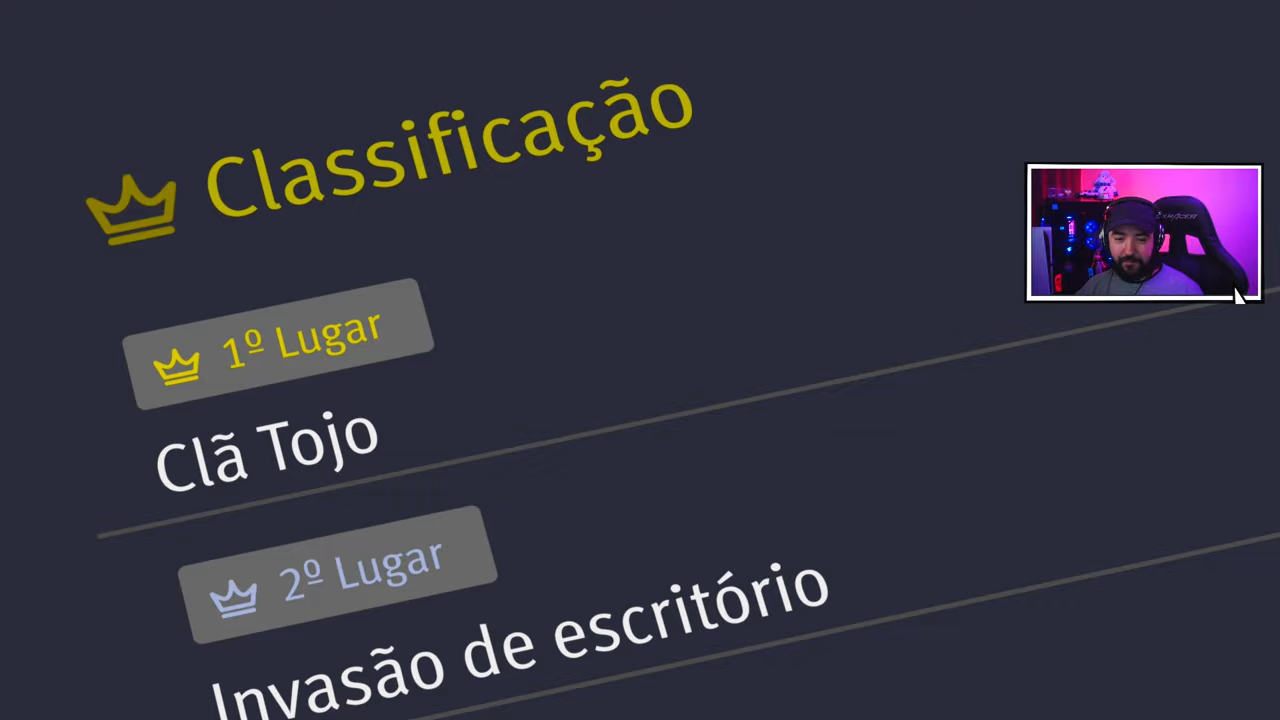 Classificação
1º Lugar
Clã Tojo
2º Lugar
Invasão de escritório